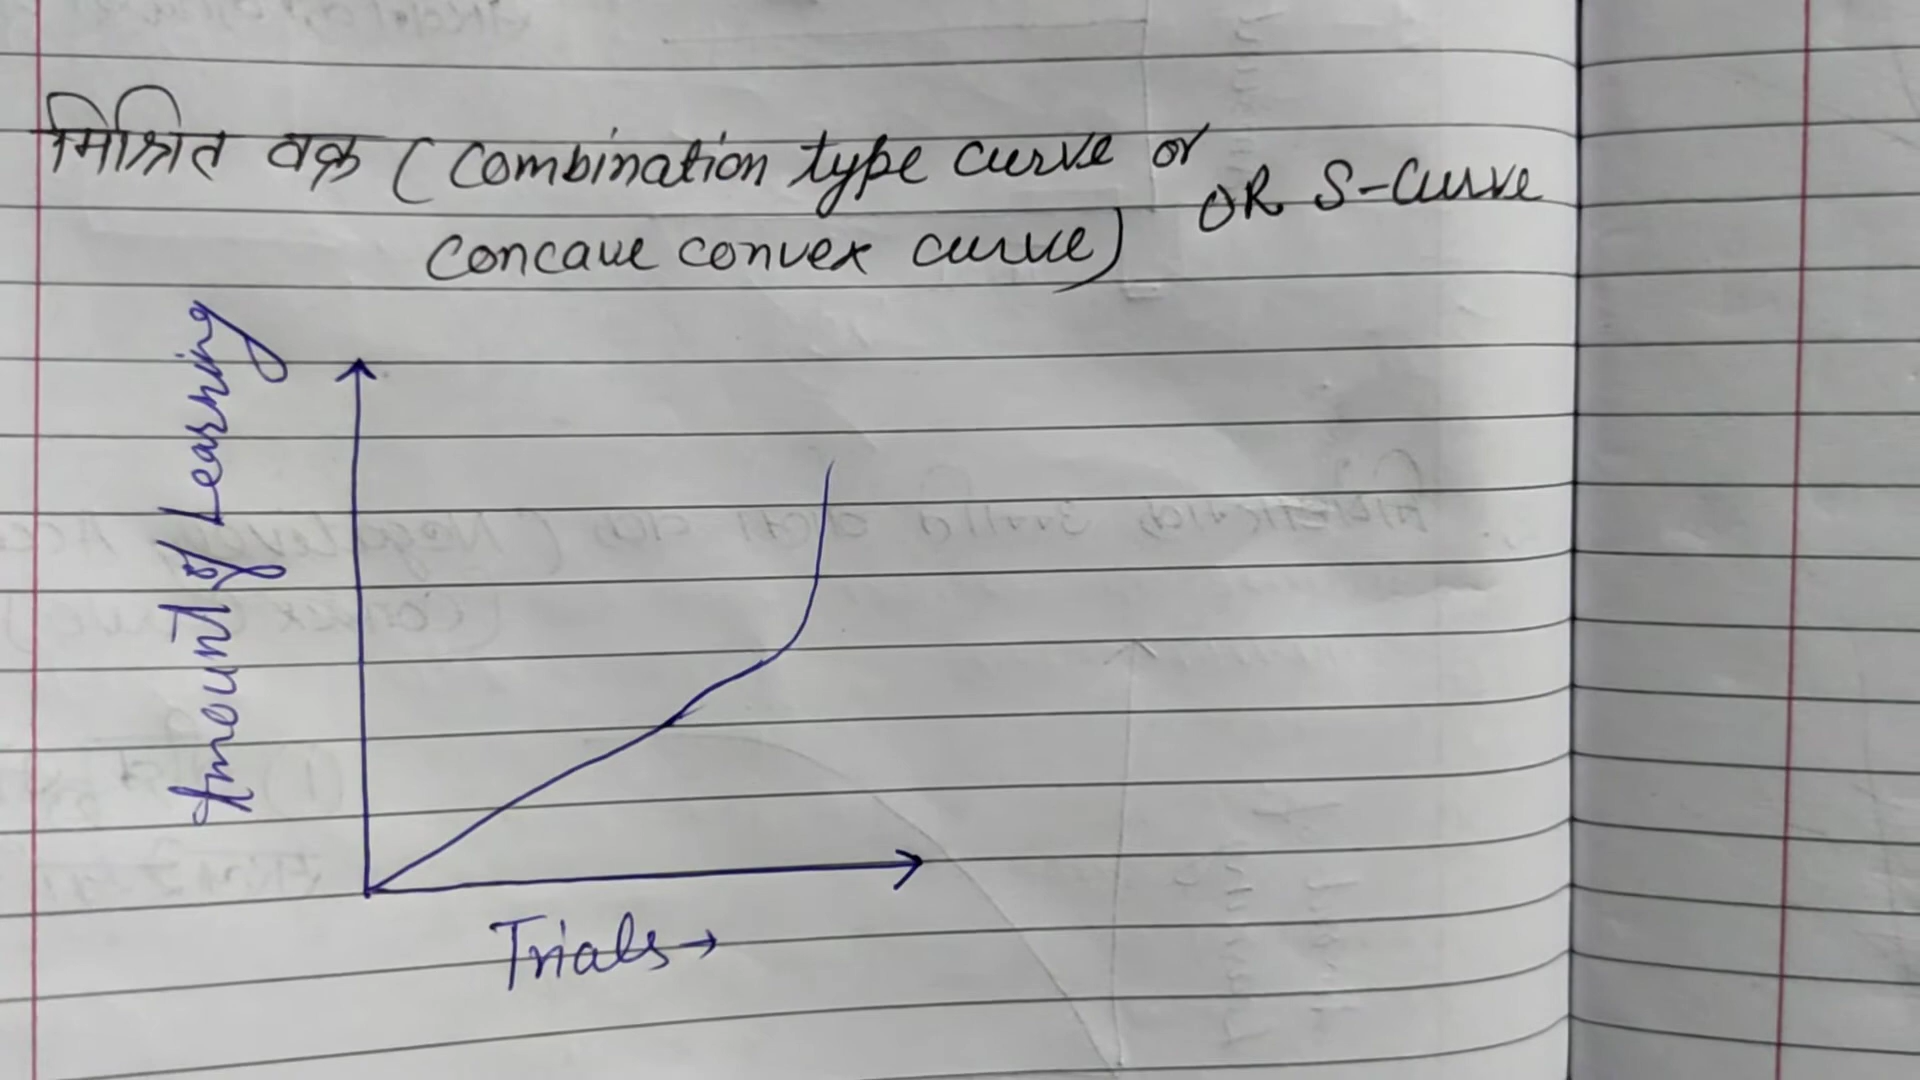 मिश्रित वक्र (Combination type curve or
OR S-Curve
Concave convex curve)
Amount of Learning
Trials→